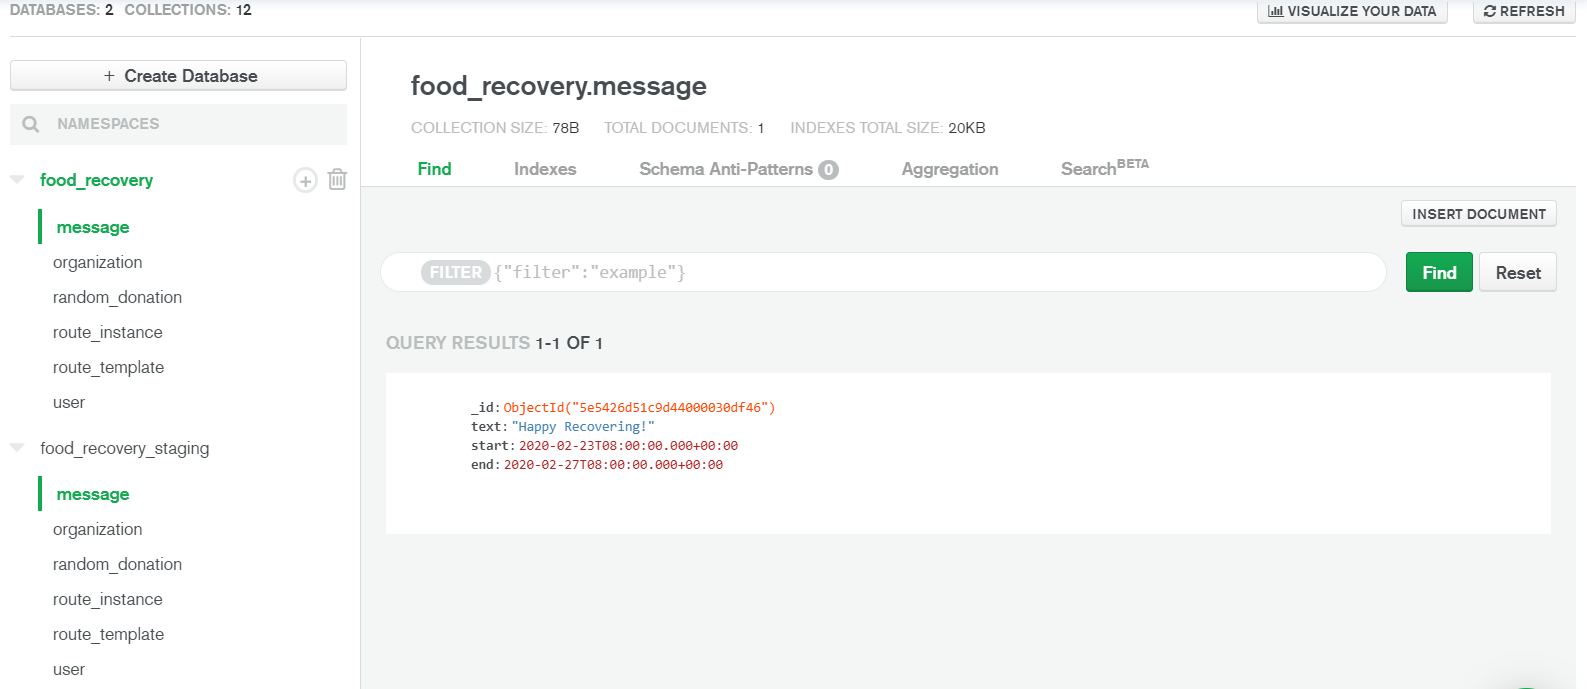 DATABASES: 2 COLLECTIONS: 12
VISUALIZE YOUR DATA
REFRESH
+ Create Database
NAMESPACES
food_recovery
message
organization
random_donation
route_instance
route_template
user
food_recovery_staging
message
organization
random_donation
route_instance
route_template
user
food_recovery.message
COLLECTION SIZE: 78B TOTAL DOCUMENTS: 1 INDEXES TOTAL SIZE: 20KB
Find Indexes Schema Anti-Patterns 0 Aggregation Search BETA
INSERT DOCUMENT
FILTER {"filter":"example"}
Find Reset
QUERY RESULTS 1-1 OF 1
_id: ObjectId("5e5426d51c9d44000030df46")
text: "Happy Recovering!"
start: 2020-02-23T08:00:00.000+00:00
end: 2020-02-27T08:00:00.000+00:00